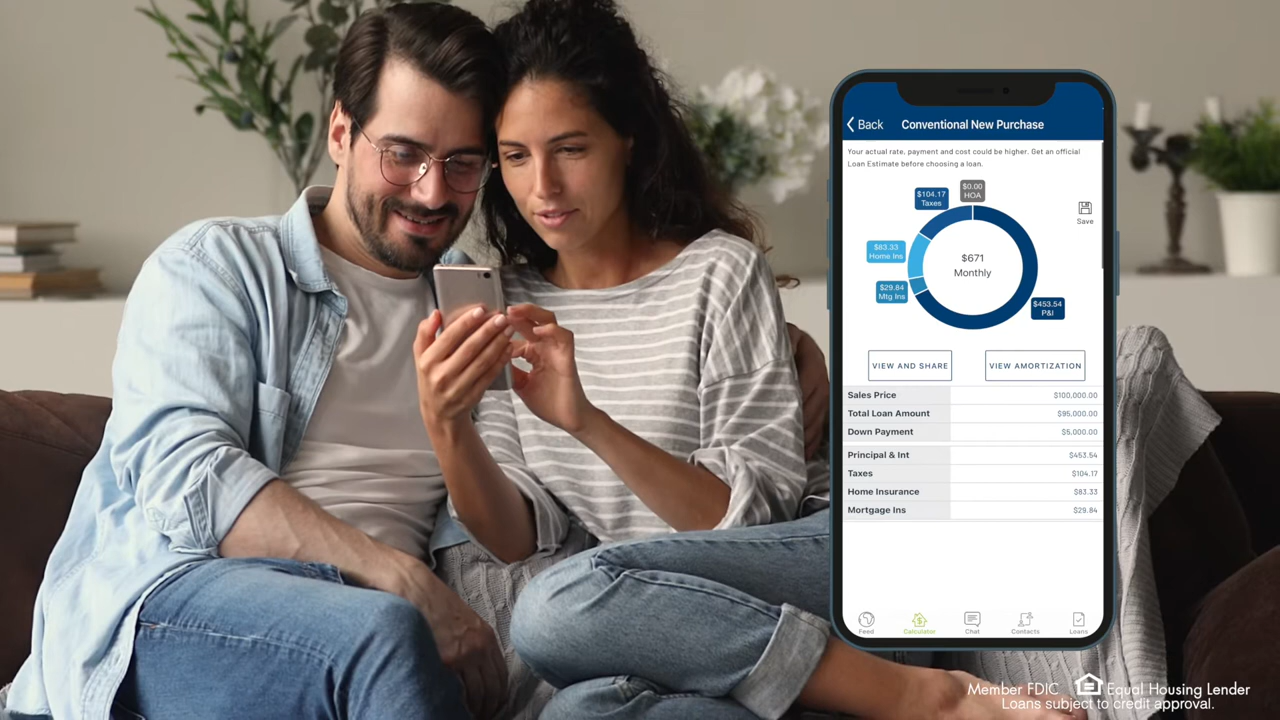 Back
Conventional New Purchase
Your actual rate, payment and cost could be higher. Get an official
Loan Estimate before choosing a loan.
$0.00
HOA
$104.17
Taxes
Save
$83.33
Home Ins
$671
Monthly
$29.84
Mtg Ins
$453.54
P&I
VIEW AND SHARE
VIEW AMORTIZATION
Sales Price $100,000.00
Total Loan Amount $95,000.00
Down Payment $5,000.00
Principal & Int $453.54
Taxes $104.17
Home Insurance $83.33
Mortgage Ins $29.84
Feed
Calculator
Chat
Contacts
Loans
Member FDIC Equal Housing Lender
Loans subject to credit approval.